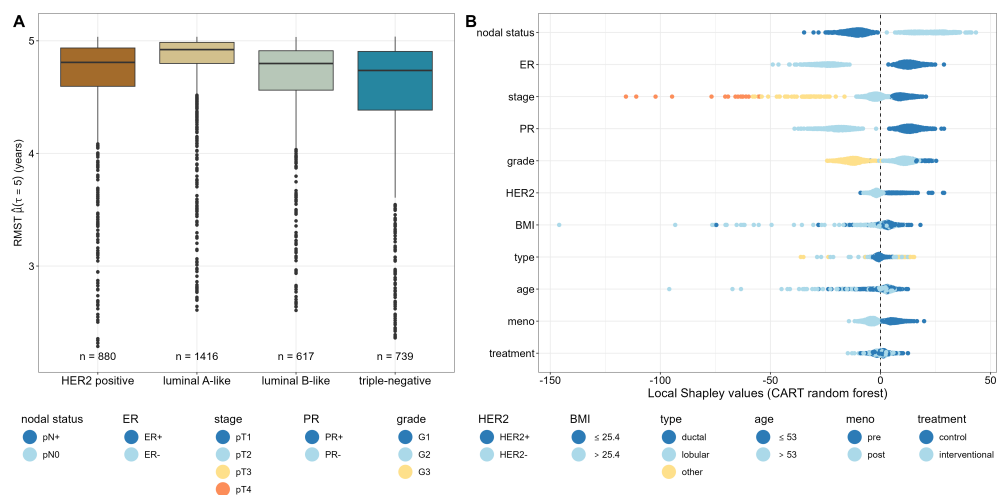 A
B
RMST μ̂(τ = 5) (years)
5
4
3
n = 880
n = 1416
n = 617
n = 739
HER2 positive
luminal A-like
luminal B-like
triple-negative
nodal status
ER
stage
PR
grade
HER2
BMI
type
age
meno
treatment
-150
-100
-50
0
50
Local Shapley values (CART random forest)
nodal status
pN+
pN0
ER
ER+
ER-
stage
pT1
pT2
pT3
pT4
PR
PR+
PR-
grade
G1
G2
G3
HER2
HER2+
HER2-
BMI
≤ 25.4
> 25.4
type
ductal
lobular
other
age
≤ 53
> 53
meno
pre
post
treatment
control
interventional